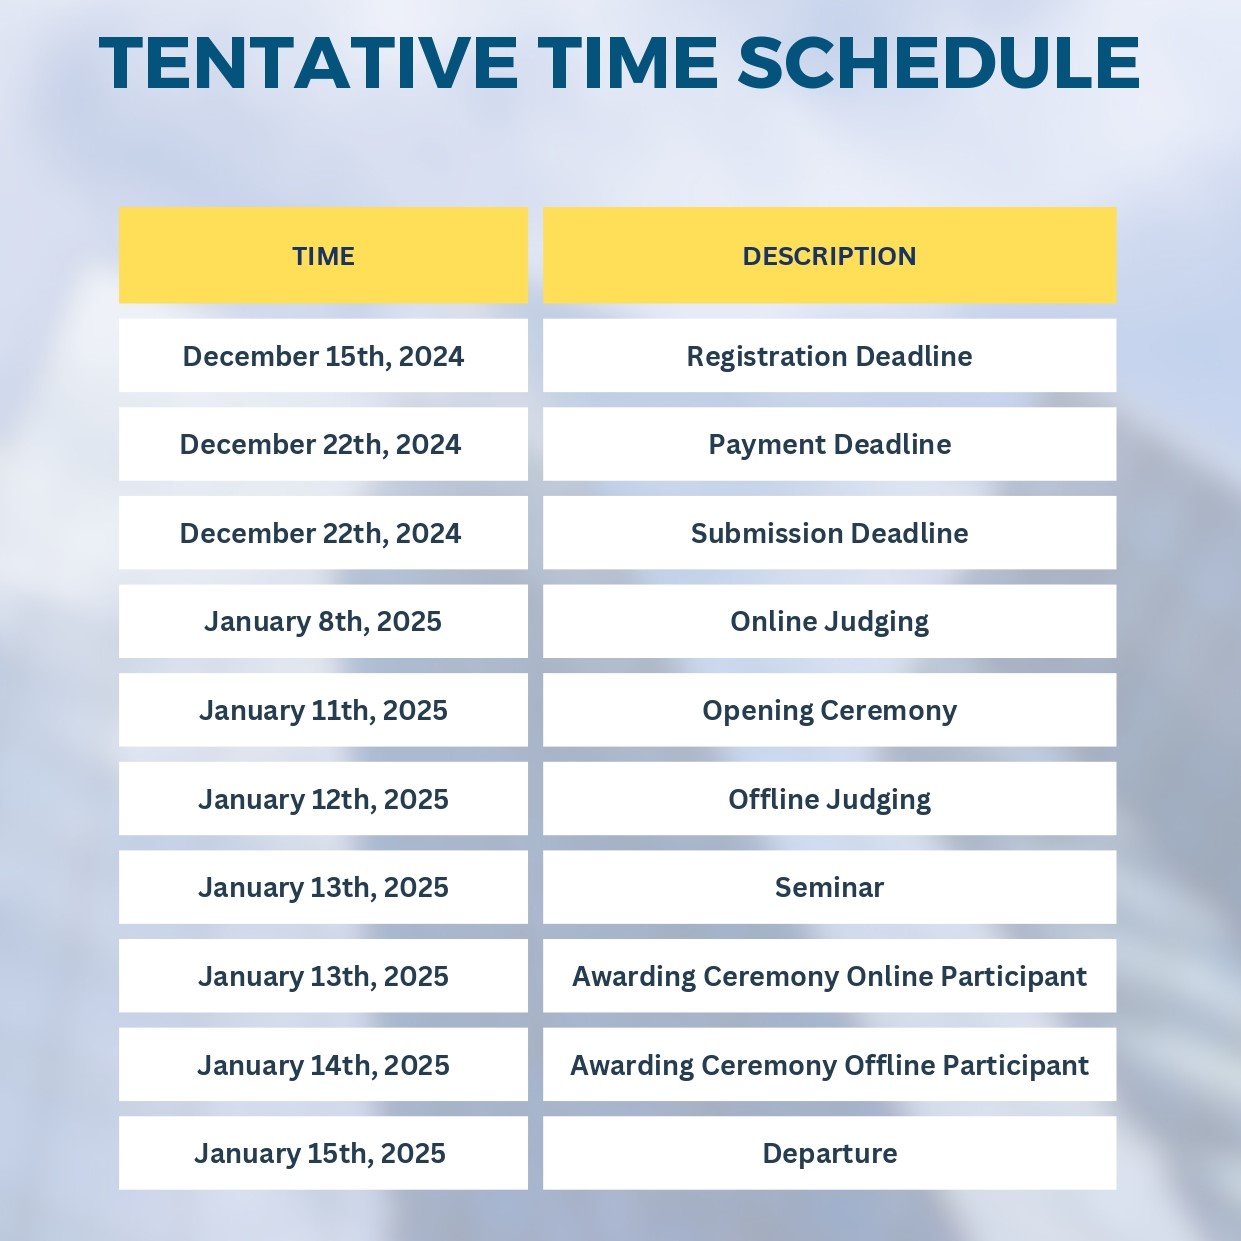 TENTATIVE TIME SCHEDULE
TIME DESCRIPTION
December 15th, 2024 Registration Deadline
December 22th, 2024 Payment Deadline
December 22th, 2024 Submission Deadline
January 8th, 2025 Online Judging
January 11th, 2025 Opening Ceremony
January 12th, 2025 Offline Judging
January 13th, 2025 Seminar
January 13th, 2025 Awarding Ceremony Online Participant
January 14th, 2025 Awarding Ceremony Offline Participant
January 15th, 2025 Departure